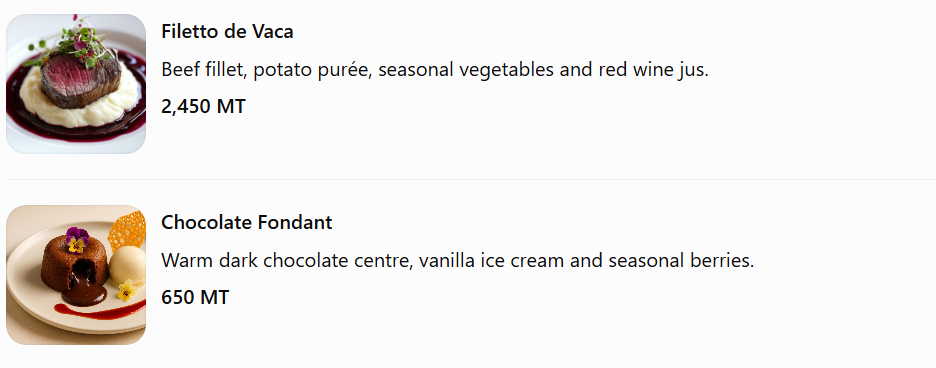 Filetto de Vaca
Beef fillet, potato purée, seasonal vegetables and red wine jus.
2,450 MT
Chocolate Fondant
Warm dark chocolate centre, vanilla ice cream and seasonal berries.
650 MT